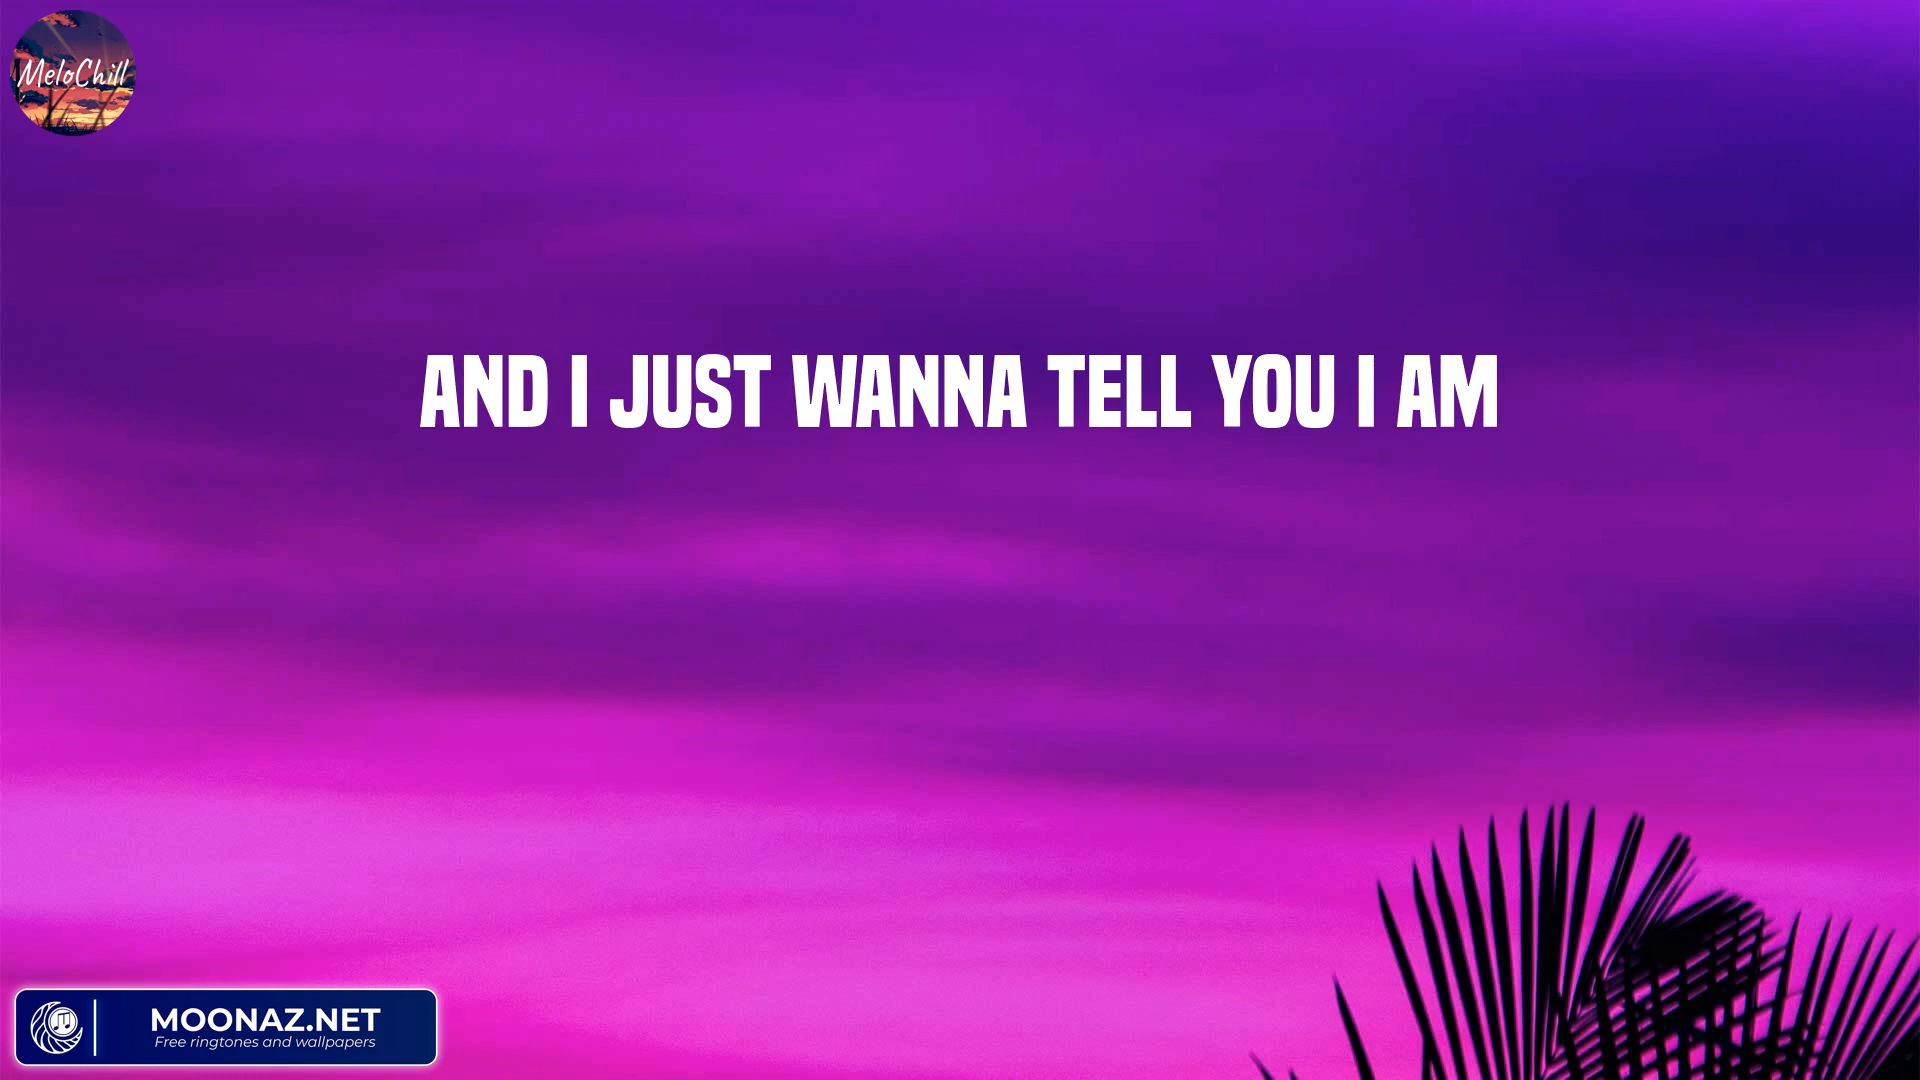 MeloChill
AND I JUST WANNA TELL YOU I AM
MOONAZ.NET
Free ringtones and wallpapers